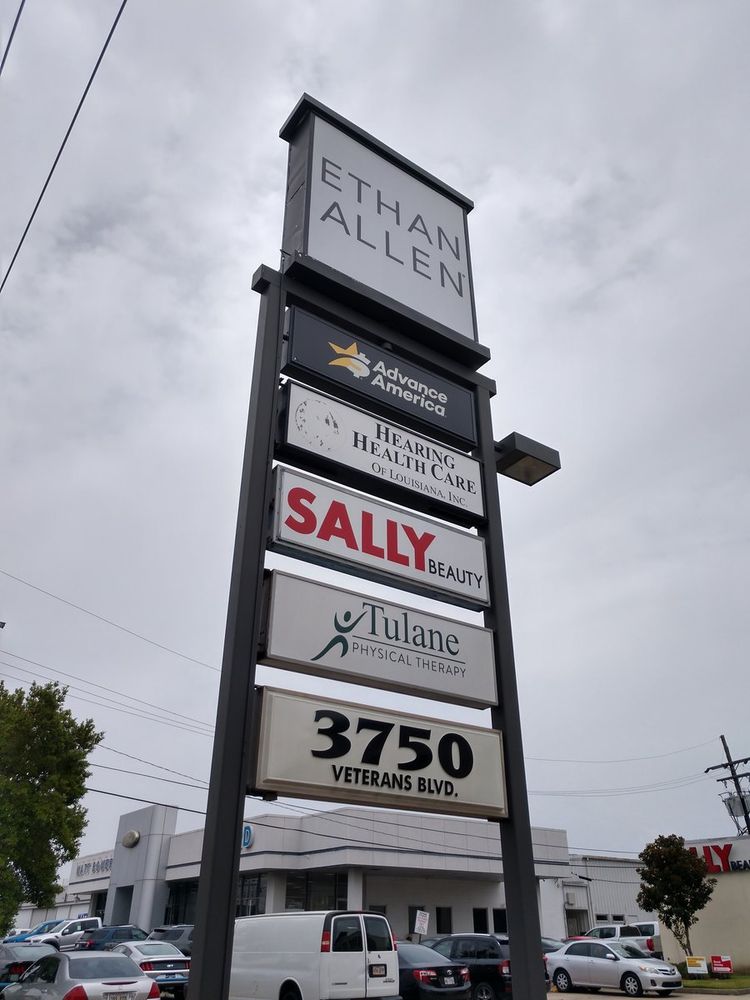 ETHAN
ALLEN
Advance
America
HEARING
HEALTH CARE
OF LOUISIANA, INC.
SALLY
BEAUTY
Tulane
PHYSICAL THERAPY
3750
VETERANS BLVD.